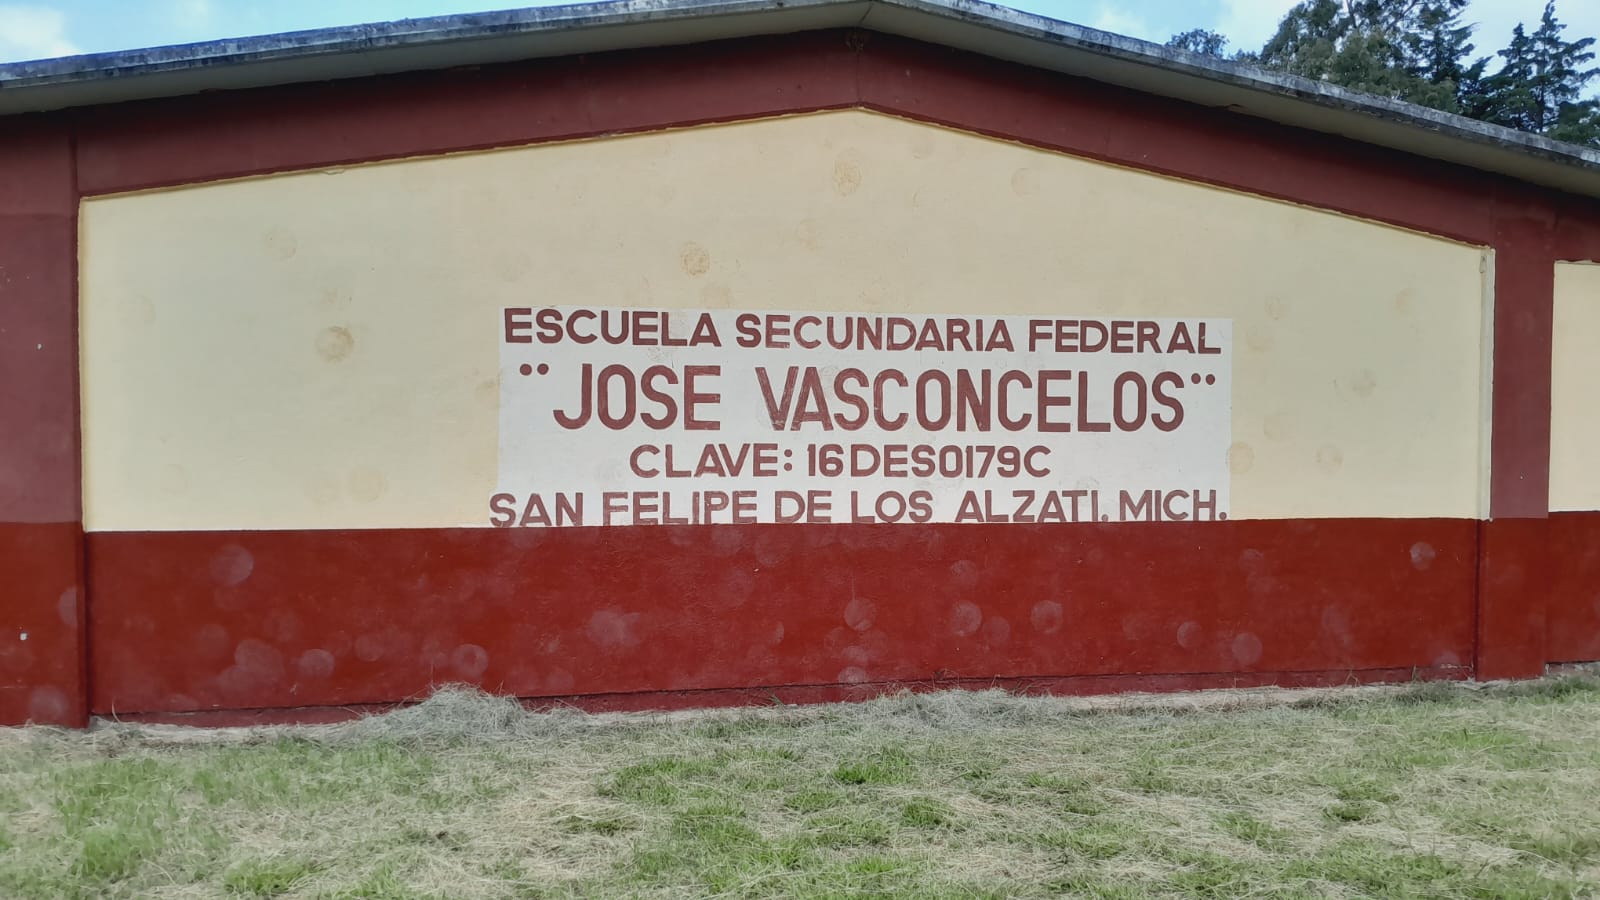 ESCUELA SECUNDARIA FEDERAL
¨JOSE VASCONCELOS¨
CLAVE: 16DES0179C
SAN FELIPE DE LOS ALZATI. MICH.